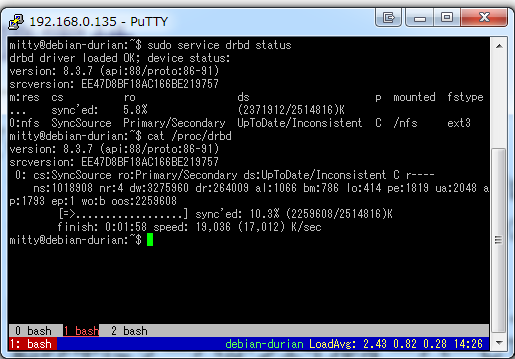 192.168.0.135 - PuTTY
mitty@debian-durian:~$ sudo service drbd status
drbd driver loaded OK; device status:
version: 8.3.7 (api:88/proto:86-91)
srcversion: EE47D8BF18AC166BE219757
m:res cs ro ds p mounted fstype
... sync'ed: 5.8% (2371912/2514816)K
0:nfs SyncSource Primary/Secondary UpToDate/Inconsistent C /nfs ext3
mitty@debian-durian:~$ cat /proc/drbd
version: 8.3.7 (api:88/proto:86-91)
srcversion: EE47D8BF18AC166BE219757
0: cs:SyncSource ro:Primary/Secondary ds:UpToDate/Inconsistent C r----
ns:1018908 nr:4 dw:3275960 dr:264009 al:1066 bm:786 lo:414 pe:1819 ua:2048 a
p:1793 ep:1 wo:b oos:2259608
[=>..................] sync'ed: 10.3% (2259608/2514816)K
finish: 0:01:58 speed: 19,036 (17,012) K/sec
mitty@debian-durian:~$
0 bash 1 bash 2 bash
1: bash debian-durian LoadAvg: 2.43 0.82 0.28 14:26